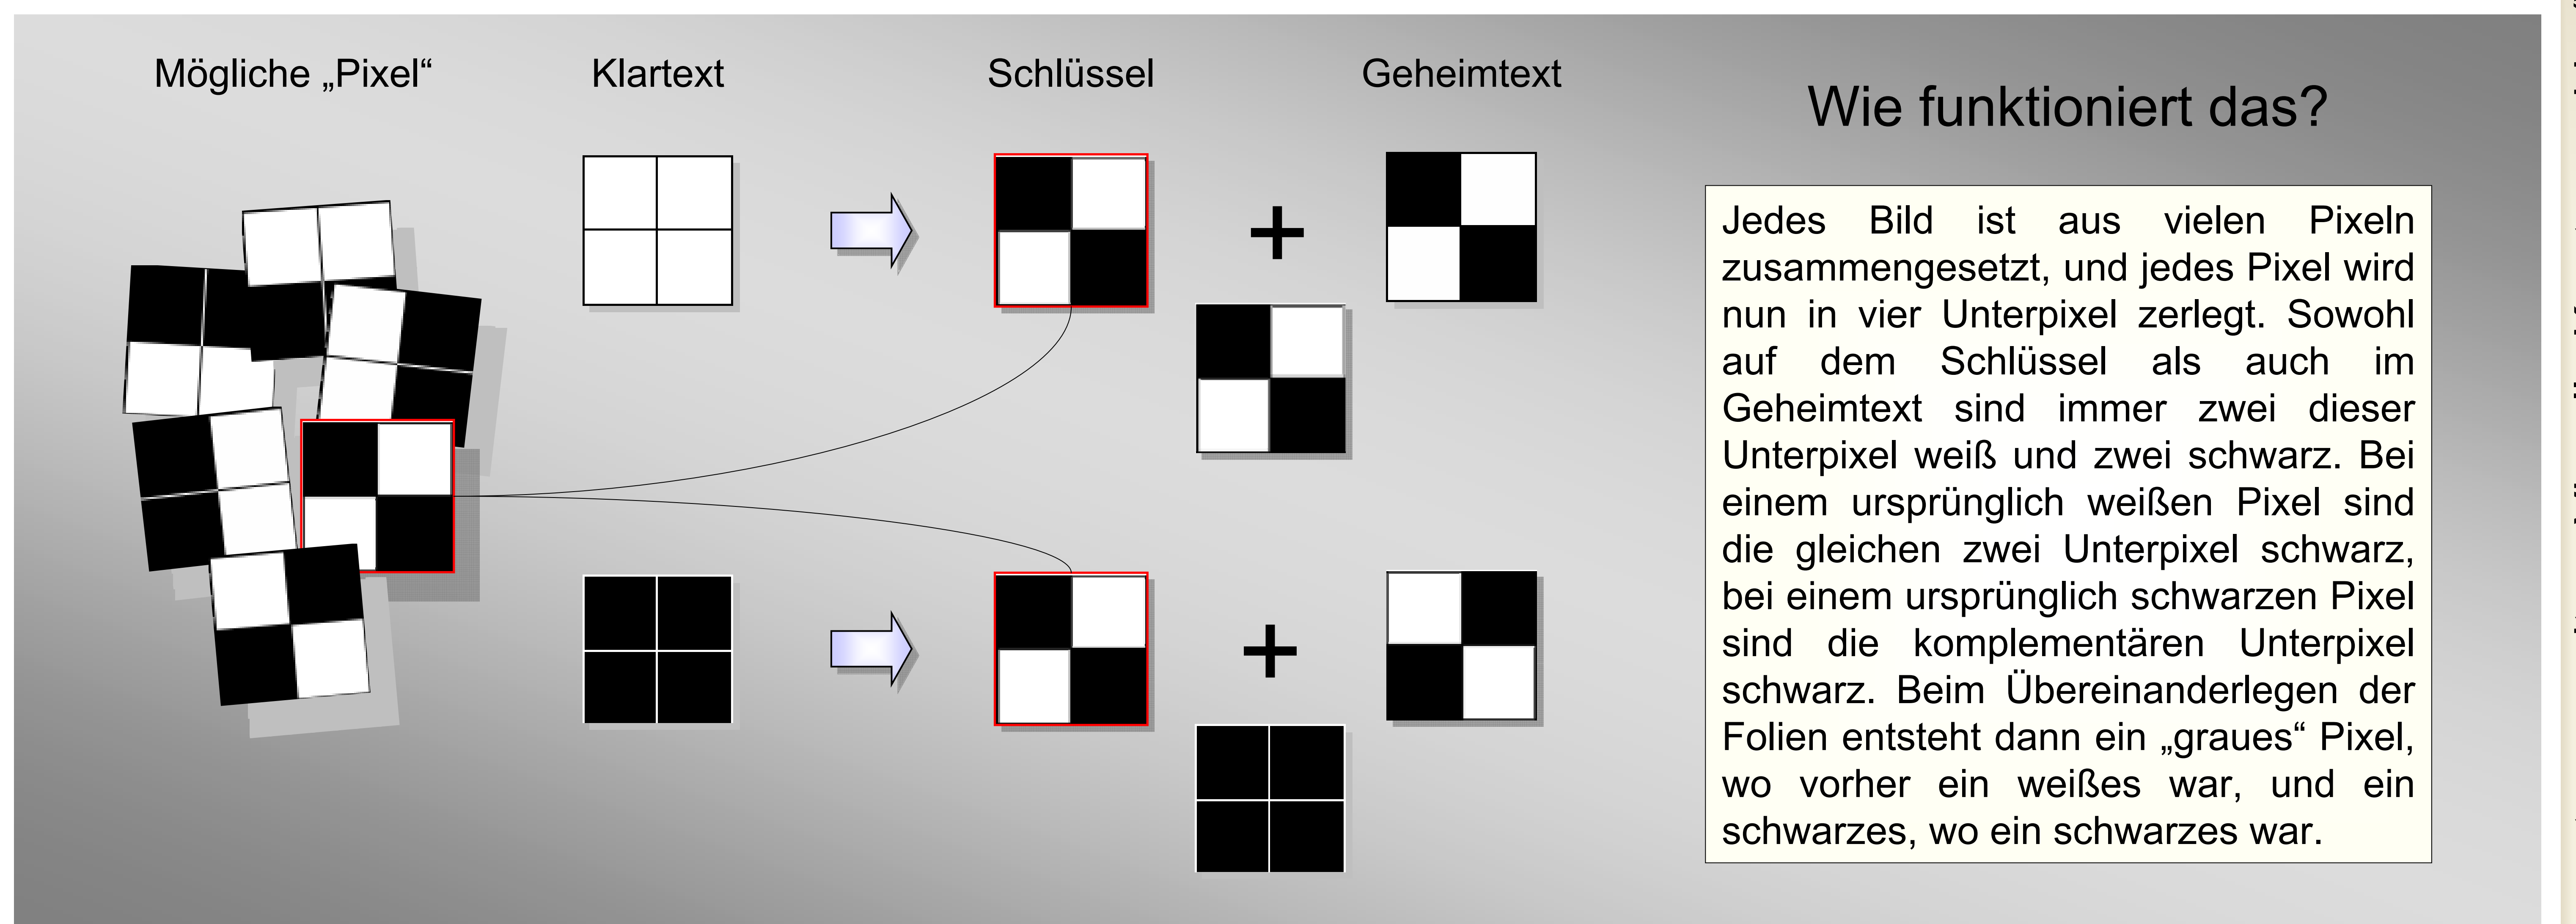 Mögliche „Pixel“
Klartext
Schlüssel
Geheimtext
+
+
Wie funktioniert das?
Jedes Bild ist aus vielen Pixeln
zusammengesetzt, und jedes Pixel wird
nun in vier Unterpixel zerlegt. Sowohl
auf dem Schlüssel als auch im
Geheimtext sind immer zwei dieser
Unterpixel weiß und zwei schwarz. Bei
einem ursprünglich weißen Pixel sind
die gleichen zwei Unterpixel schwarz,
bei einem ursprünglich schwarzen Pixel
sind die komplementären Unterpixel
schwarz. Beim Übereinanderlegen der
Folien entsteht dann ein „graues“ Pixel,
wo vorher ein weißes war, und ein
schwarzes, wo ein schwarzes war.